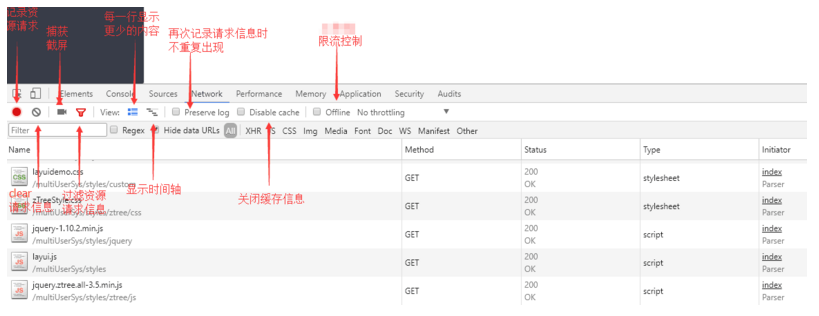 记录资
源请求
捕获
截屏
每一行显示
更少的内容
再次记录请求信息时
不重复出现
限流控制
Elements Console Sources Network Performance Memory Application Security Audits
View: Preserve log Disable cache Offline No throttling
Filter Regex Hide data URLs All XHR JS CSS Img Media Font Doc WS Manifest Other
Name Method Status Type Initiator
layuidemo.css GET 200 stylesheet index
/multiUserSys/styles/custom OK Parser
clear
请求信息
过滤资源
请求信息
显示时间轴
关闭缓存信息
zTreeStyle.css GET 200 stylesheet index
/multiUserSys/styles/ztree/css OK Parser
jquery-1.10.2.min.js GET 200 script index
/multiUserSys/styles/jquery OK Parser
layui.js GET 200 script index
/multiUserSys/styles OK Parser
jquery.ztree.all-3.5.min.js GET 200 script index
/multiUserSys/styles/ztree/js OK Parser